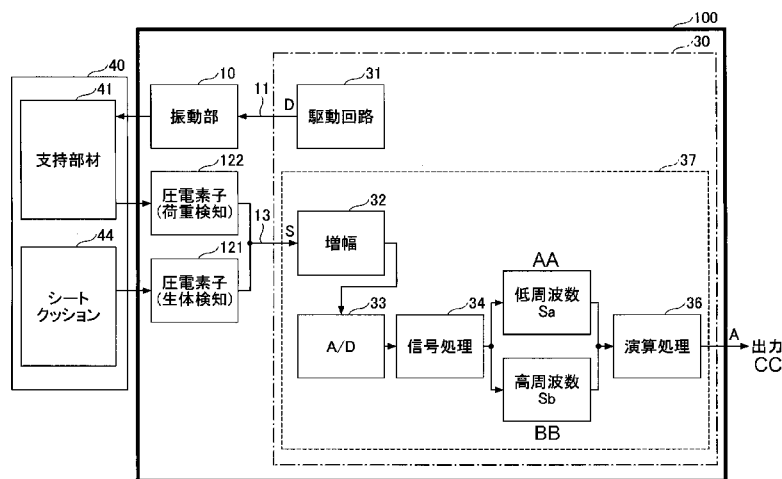 100
30
40
41
支持部材
44
シート
クッション
10
振動部
11
D
31
駆動回路
122
圧電素子
(荷重検知)
121
圧電素子
(生体検知)
13
S
37
32
増幅
33
A/D
34
信号処理
AA
低周波数
Sa
高周波数
Sb
BB
36
演算処理
A
出力
CC